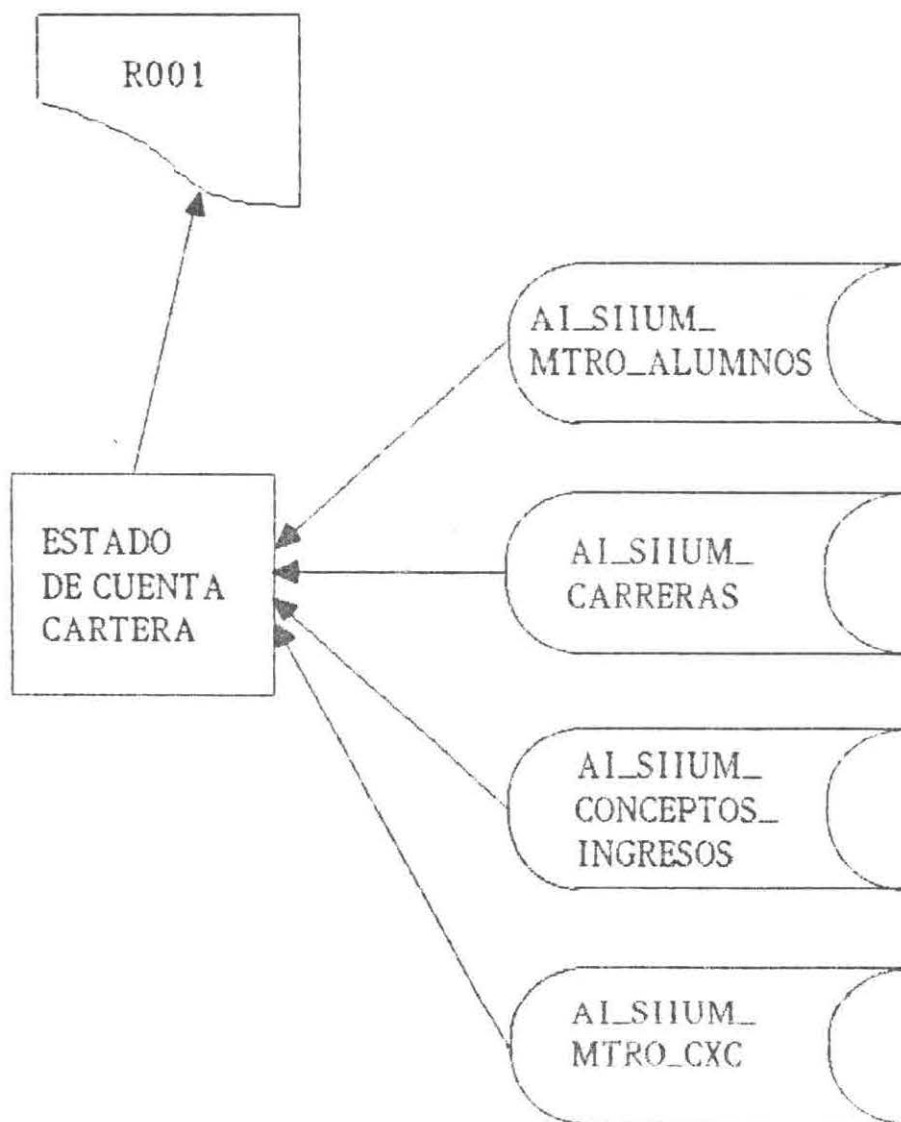 R001
AI_SIIUM_
MTRO_ALUMNOS
ESTADO
DE CUENTA
CARTERA
AI_SIIUM_
CARRERAS
AI_SIIUM_
CONCEPTOS_
INGRESOS
AI_SIIUM_
MTRO_CXC